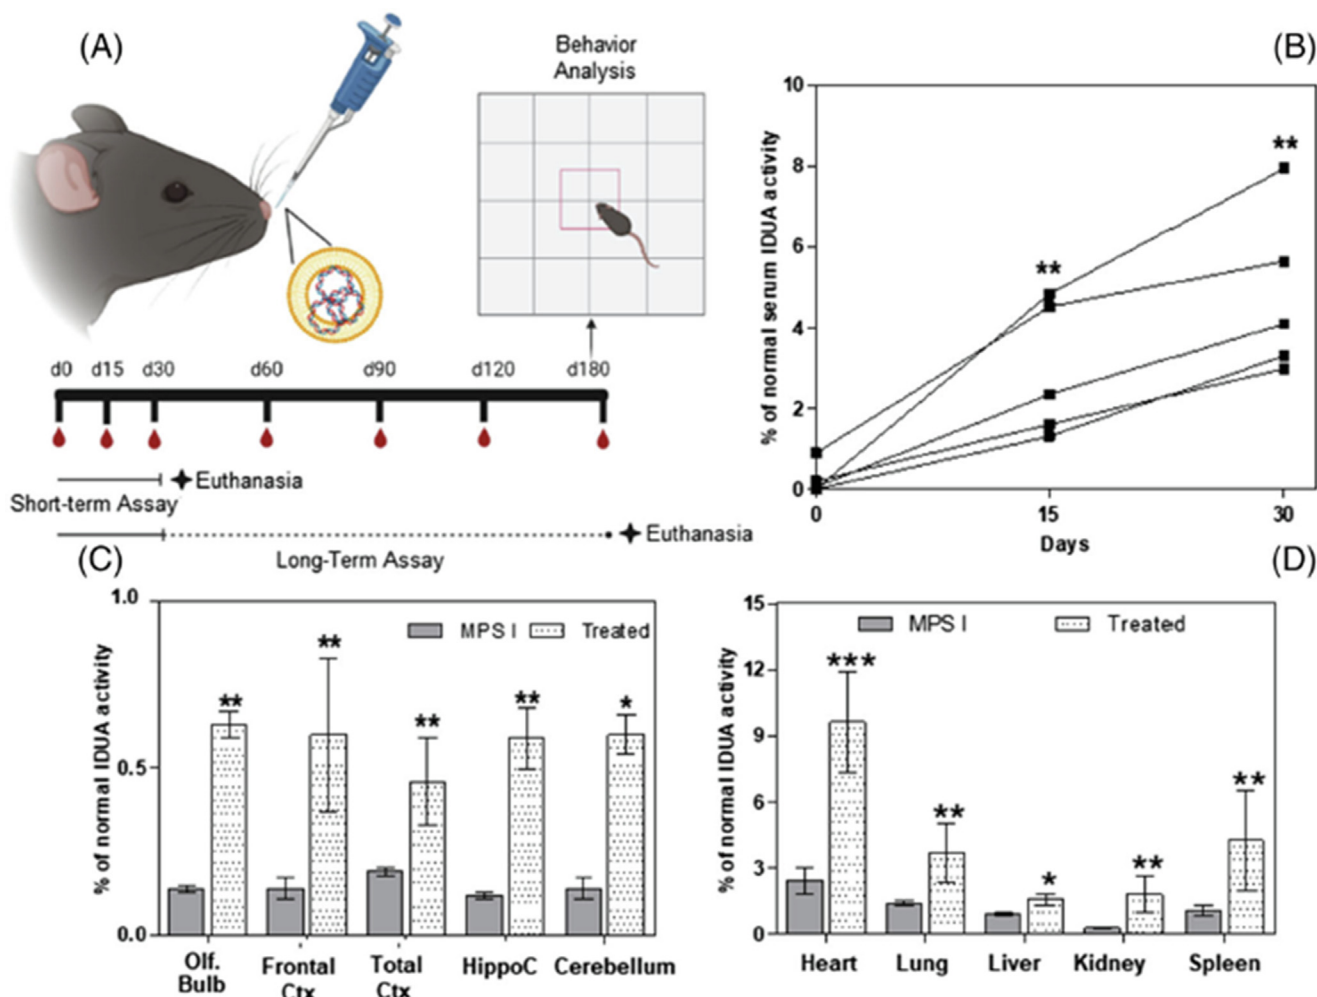 (A)
Behavior
Analysis
d0 d15 d30 d60 d90 d120 d180
Euthanasia
Short-term Assay
Euthanasia
Long-Term Assay
(B)
% of normal serum IDUA activity
10
8
6
4
2
0
**
**
0 15 30
Days
(C)
% of normal IDUA activity
1.0
0.5
0.0
MPS I Treated
** ** ** ** *
Olf.
Bulb
Frontal
Ctx
Total
Ctx
HippoC
Cerebellum
(D)
% of normal IDUA activity
15
12
9
6
3
0
MPS I Treated
*** ** * ** **
Heart Lung Liver Kidney Spleen